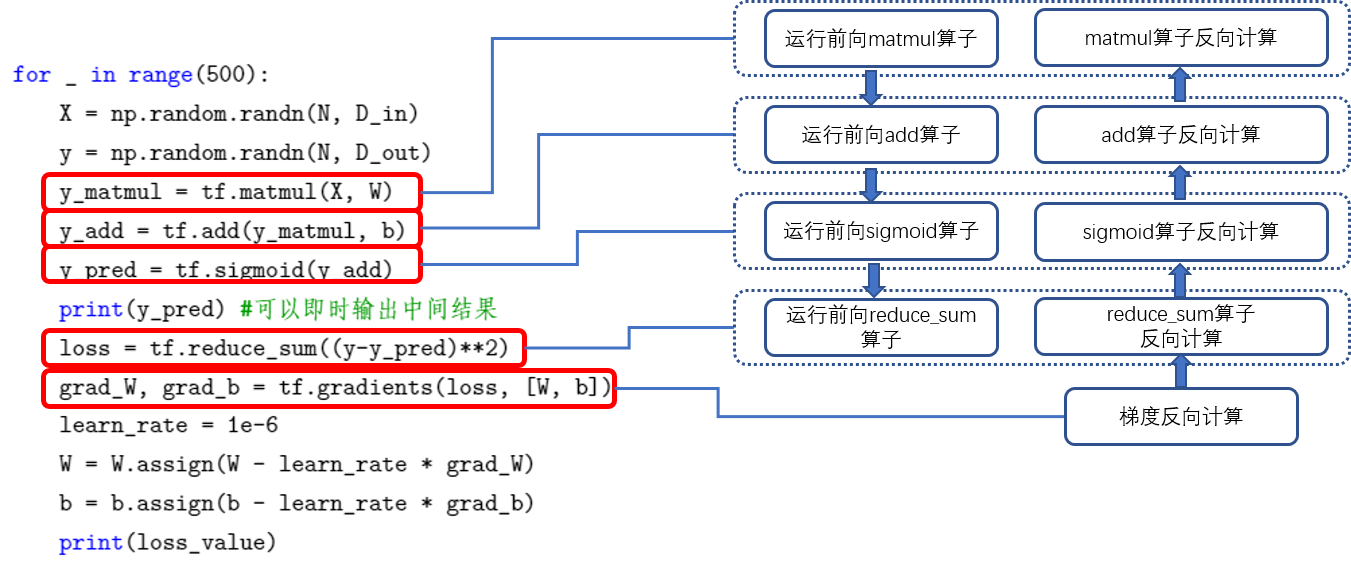 for _ in range(500):
X = np.random.randn(N, D_in)
y = np.random.randn(N, D_out)
y_matmul = tf.matmul(X, W)
y_add = tf.add(y_matmul, b)
y_pred = tf.sigmoid(y_add)
print(y_pred) #可以即时输出中间结果
loss = tf.reduce_sum((y-y_pred)**2)
grad_W, grad_b = tf.gradients(loss, [W, b])
learn_rate = 1e-6
W = W.assign(W - learn_rate * grad_W)
b = b.assign(b - learn_rate * grad_b)
print(loss_value)
运行前向matmul算子
matmul算子反向计算
运行前向add算子
add算子反向计算
运行前向sigmoid算子
sigmoid算子反向计算
运行前向reduce_sum
算子
reduce_sum算子
反向计算
梯度反向计算